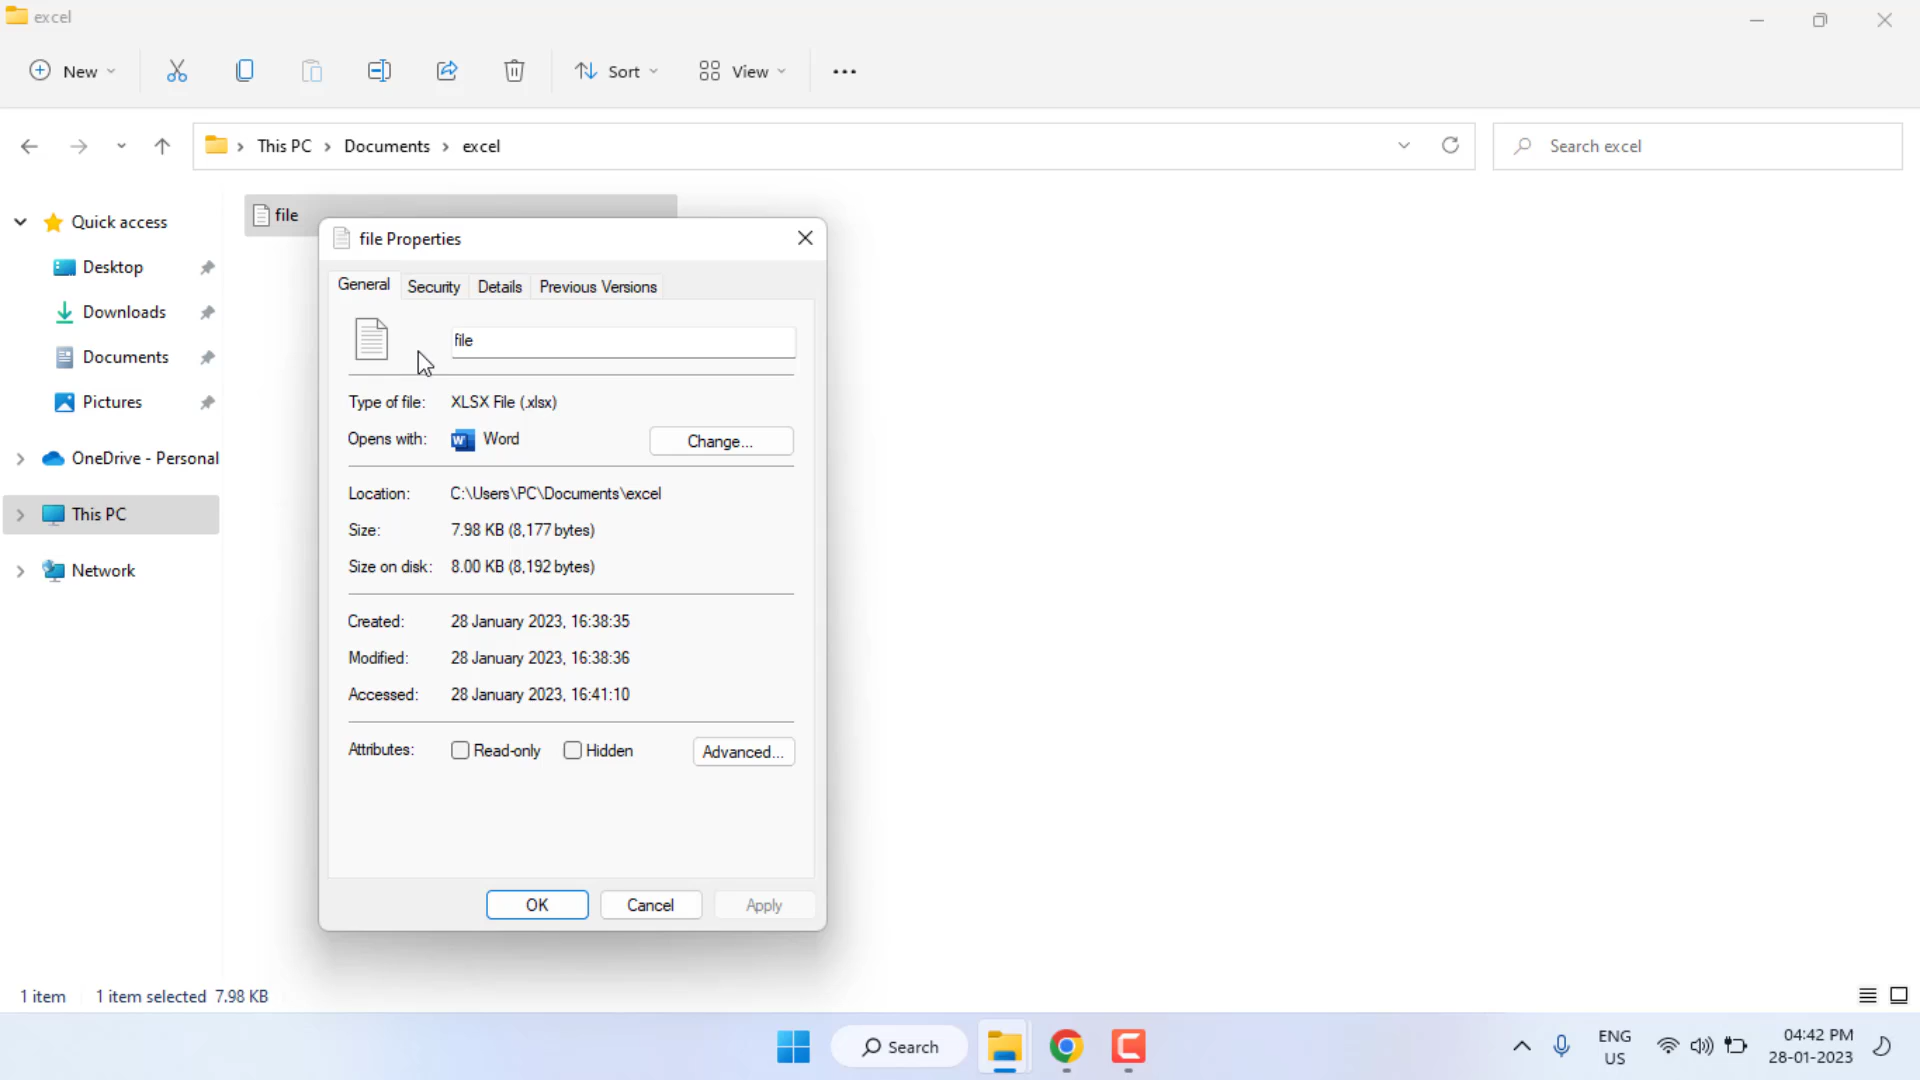 excel
New
Sort
View
This PC > Documents > excel
Search excel
Quick access
Desktop
Downloads
Documents
Pictures
OneDrive - Personal
This PC
Network
file
file Properties
General Security Details Previous Versions
file
Type of file: XLSX File (.xlsx)
Opens with: Word Change...
Location: C:\Users\PC\Documents\excel
Size: 7.98 KB (8,177 bytes)
Size on disk: 8.00 KB (8,192 bytes)
Created: 28 January 2023, 16:38:35
Modified: 28 January 2023, 16:38:36
Accessed: 28 January 2023, 16:41:10
Attributes: Read-only Hidden Advanced...
OK Cancel Apply
1 item 1 item selected 7.98 KB
Search
ENG
US
04:42 PM
28-01-2023